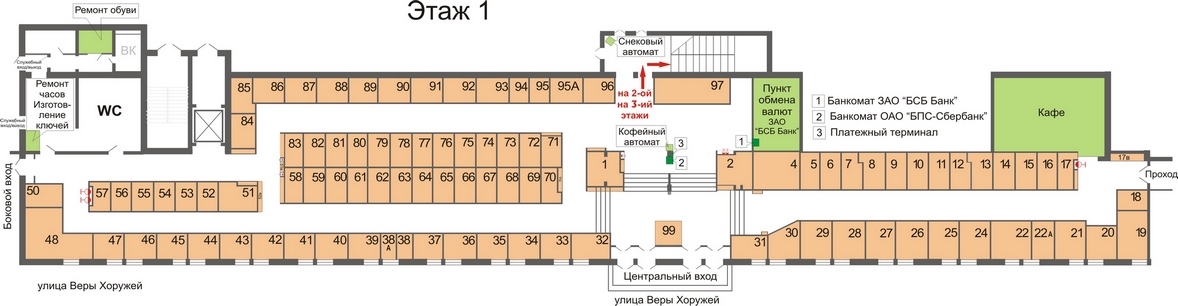 Этаж 1
Ремонт обуви
ВК
Служебный
вход/выход
Ремонт
часов
Изготов-
ление
ключей
Служебный
вход/выход
WC
Снековый
автомат
на 2-ой
на 3-ий
этажи
Кофейный
автомат
3
2
1
Пункт
обмена
валют
ЗАО
"БСБ Банк"
1 Банкомат ЗАО "БСБ Банк"
2 Банкомат ОАО "БПС-Сбербанк"
3 Платежный терминал
Кафе
85 86 87 88 89 90 91 92 93 94 95 95А 96 97
84
83 82 81 80 79 78 77 76 75 74 73 72 71
58 59 60 61 62 63 64 65 66 67 68 69 70
1 2 4 5 6 7 8 9 10 11 12 13 14 15 16 17
17в
Проход
Боковой вход
50 57 56 55 54 53 52 51
18
99
48 47 46 45 44 43 42 41 40 39 38А 38 37 36 35 34 33 32
31 30 29 28 27 26 25 24 22 22А 21 20 19
Центральный вход
улица Веры Хоружей
улица Веры Хоружей